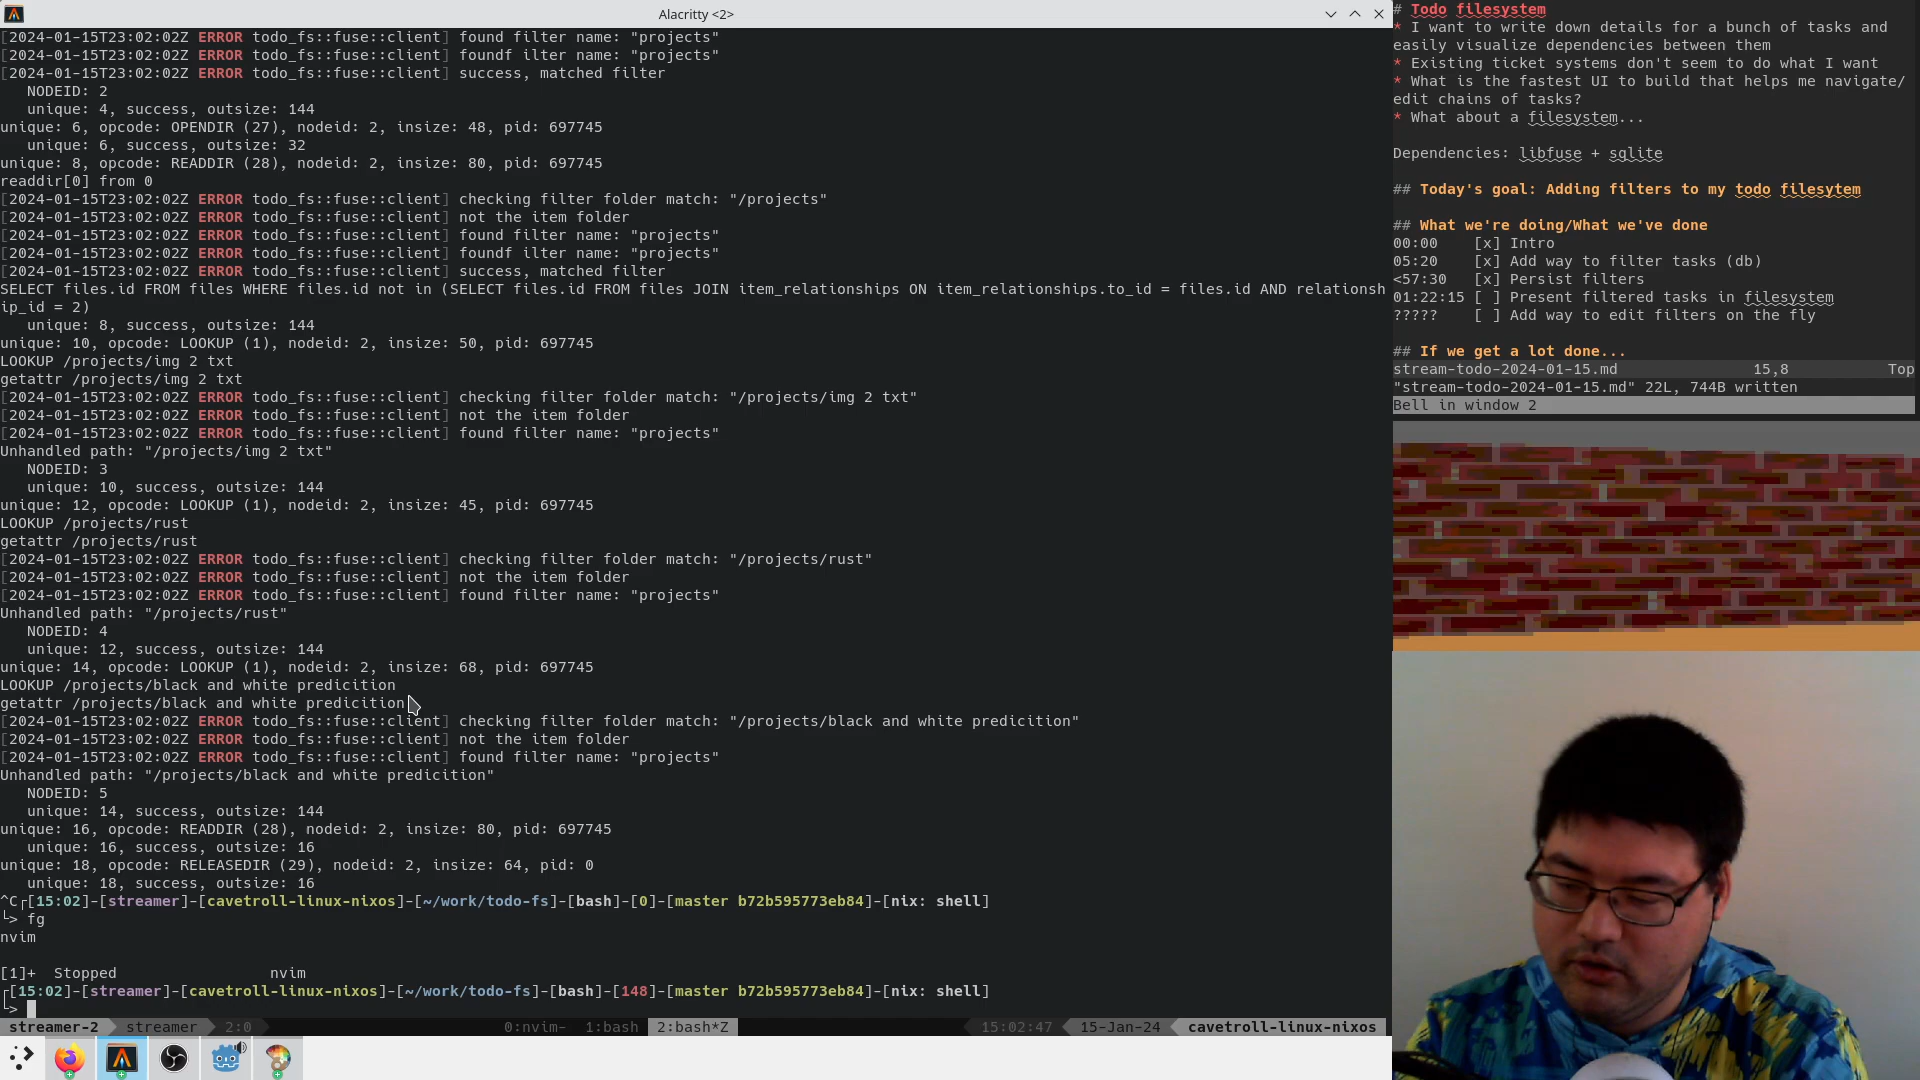 Alacritty <2>
[2024-01-15T23:02:02Z ERROR todo_fs::fuse::client] found filter name: "projects"
[2024-01-15T23:02:02Z ERROR todo_fs::fuse::client] foundf ilter name: "projects"
[2024-01-15T23:02:02Z ERROR todo_fs::fuse::client] success, matched filter
NODEID: 2
unique: 4, success, outsize: 144
unique: 6, opcode: OPENDIR (27), nodeid: 2, insize: 48, pid: 697745
unique: 6, success, outsize: 32
unique: 8, opcode: READDIR (28), nodeid: 2, insize: 80, pid: 697745
readdir[0] from 0
[2024-01-15T23:02:02Z ERROR todo_fs::fuse::client] checking filter folder match: "/projects"
[2024-01-15T23:02:02Z ERROR todo_fs::fuse::client] not the item folder
[2024-01-15T23:02:02Z ERROR todo_fs::fuse::client] found filter name: "projects"
[2024-01-15T23:02:02Z ERROR todo_fs::fuse::client] foundf ilter name: "projects"
[2024-01-15T23:02:02Z ERROR todo_fs::fuse::client] success, matched filter
SELECT files.id FROM files WHERE files.id not in (SELECT files.id FROM files JOIN item_relationships ON item_relationships.to_id = files.id AND relationsh
ip_id = 2)
unique: 8, success, outsize: 144
unique: 10, opcode: LOOKUP (1), nodeid: 2, insize: 50, pid: 697745
LOOKUP /projects/img 2 txt
getattr /projects/img 2 txt
[2024-01-15T23:02:02Z ERROR todo_fs::fuse::client] checking filter folder match: "/projects/img 2 txt"
[2024-01-15T23:02:02Z ERROR todo_fs::fuse::client] not the item folder
[2024-01-15T23:02:02Z ERROR todo_fs::fuse::client] found filter name: "projects"
Unhandled path: "/projects/img 2 txt"
NODEID: 3
unique: 10, success, outsize: 144
unique: 12, opcode: LOOKUP (1), nodeid: 2, insize: 45, pid: 697745
LOOKUP /projects/rust
getattr /projects/rust
[2024-01-15T23:02:02Z ERROR todo_fs::fuse::client] checking filter folder match: "/projects/rust"
[2024-01-15T23:02:02Z ERROR todo_fs::fuse::client] not the item folder
[2024-01-15T23:02:02Z ERROR todo_fs::fuse::client] found filter name: "projects"
Unhandled path: "/projects/rust"
NODEID: 4
unique: 12, success, outsize: 144
unique: 14, opcode: LOOKUP (1), nodeid: 2, insize: 68, pid: 697745
LOOKUP /projects/black and white predicition
getattr /projects/black and white predicition
[2024-01-15T23:02:02Z ERROR todo_fs::fuse::client] checking filter folder match: "/projects/black and white predicition"
[2024-01-15T23:02:02Z ERROR todo_fs::fuse::client] not the item folder
[2024-01-15T23:02:02Z ERROR todo_fs::fuse::client] found filter name: "projects"
Unhandled path: "/projects/black and white predicition"
NODEID: 5
unique: 14, success, outsize: 144
unique: 16, opcode: READDIR (28), nodeid: 2, insize: 80, pid: 697745
unique: 16, success, outsize: 16
unique: 18, opcode: RELEASEDIR (29), nodeid: 2, insize: 64, pid: 0
unique: 18, success, outsize: 16
^C┌[15:02]-[streamer]-[cavetroll-linux-nixos]-[~/work/todo-fs]-[bash]-[0]-[master b72b595773eb84]-[nix: shell]
└> fg
nvim
[1]+  Stopped                 nvim
┌[15:02]-[streamer]-[cavetroll-linux-nixos]-[~/work/todo-fs]-[bash]-[148]-[master b72b595773eb84]-[nix: shell]
└>
streamer-2 streamer 2:0 0:nvim- 1:bash 2:bash*Z 15:02:47 15-Jan-24 cavetroll-linux-nixos
# Todo filesystem
* I want to write down details for a bunch of tasks and
easily visualize dependencies between them
* Existing ticket systems don't seem to do what I want
* What is the fastest UI to build that helps me navigate/
edit chains of tasks?
* What about a filesystem...
Dependencies: libfuse + sqlite
## Today's goal: Adding filters to my todo filesytem
## What we're doing/What we've done
00:00    [x] Intro
05:20    [x] Add way to filter tasks (db)
<57:30   [x] Persist filters
01:22:15 [ ] Present filtered tasks in filesystem
?????    [ ] Add way to edit filters on the fly
## If we get a lot done...
stream-todo-2024-01-15.md 15,8 Top
"stream-todo-2024-01-15.md" 22L, 744B written
Bell in window 2